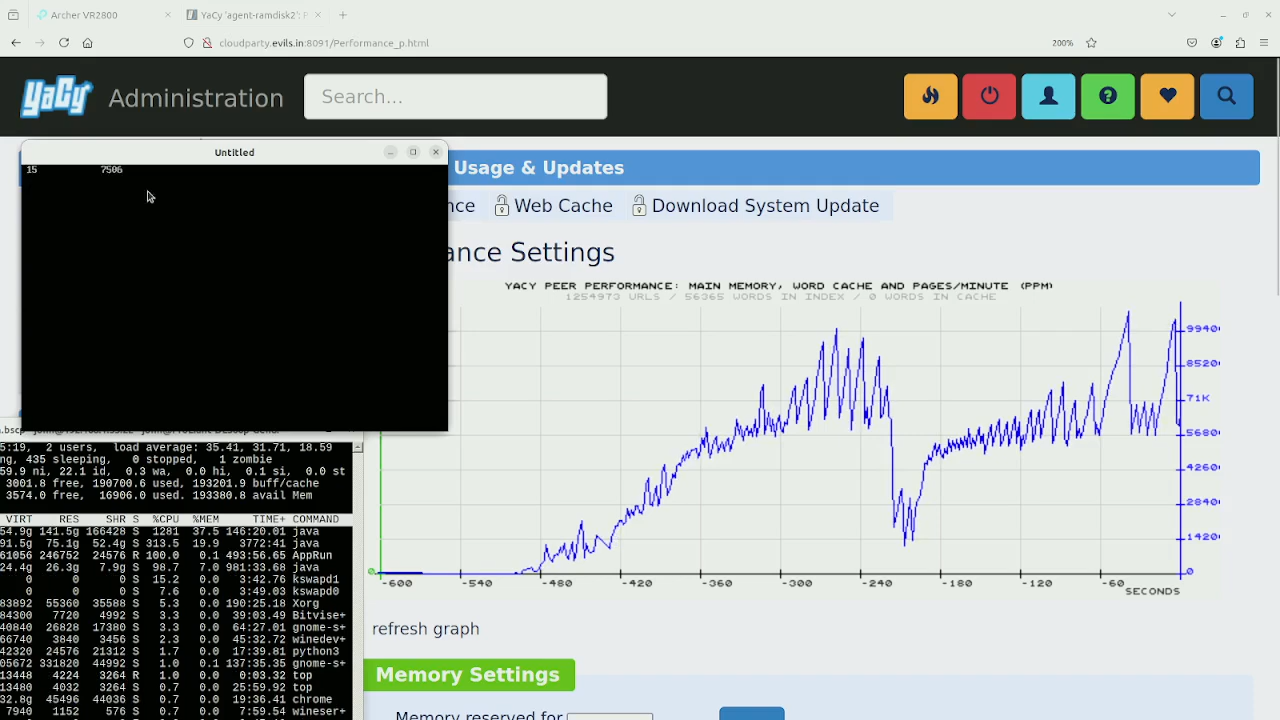 Archer VR2800
YaCy 'agent-ramdisk2': P
cloudparty.evils.in:8091/Performance_p.html
200%
YaCy Administration
Search...
Untitled
15 7506
Usage & Updates
nce Web Cache Download System Update
ance Settings
YACY PEER PERFORMANCE: MAIN MEMORY, WORD CACHE AND PAGES/MINUTE (PPM)
1254973 URLS / 56365 WORDS IN INDEX / 0 WORDS IN CACHE
9940
8520
71K
5680
4260
2840
1420
0
0
-600 -540 -480 -420 -360 -300 -240 -180 -120 -60
SECONDS
refresh graph
Memory Settings
Memory reserved for
5:19, 2 users, load average: 35.41, 31.71, 18.59
ng, 435 sleeping, 0 stopped, 1 zombie
59.9 ni, 22.1 id, 0.3 wa, 0.0 hi, 0.1 si, 0.0 st
3001.8 free, 190700.6 used, 193201.9 buff/cache
3574.0 free, 16906.0 used. 193380.8 avail Mem
VIRT RES SHR S %CPU %MEM TIME+ COMMAND
54.9g 141.5g 166428 S 1281 37.5 146:20.01 java
91.5g 75.1g 52.4g S 313.5 19.9 3772:41 java
61056 246752 24576 R 100.0 0.1 493:56.65 AppRun
24.4g 26.3g 7.9g S 98.7 7.0 981:33.68 java
0 0 0 S 15.2 0.0 3:42.76 kswapd1
0 0 0 S 7.6 0.0 3:49.03 kswapd0
83892 55360 35588 S 5.3 0.0 190:25.18 Xorg
84300 7720 4992 S 3.3 0.0 39:03.49 Bitvise+
40840 26828 17380 S 3.3 0.0 64:27.01 gnome-s+
66740 3840 3456 S 2.3 0.0 45:32.72 winedev+
42320 24576 21312 S 1.7 0.0 17:39.81 python3
05672 331820 44992 S 1.0 0.1 137:35.35 gnome-s+
13448 4224 3264 R 1.0 0.0 0:03.32 top
13480 4032 3264 S 0.7 0.0 25:59.92 top
32.8g 45496 44036 S 0.7 0.0 19:36.41 chrome
7940 1152 576 S 0.7 0.0 7:59.54 wineser+